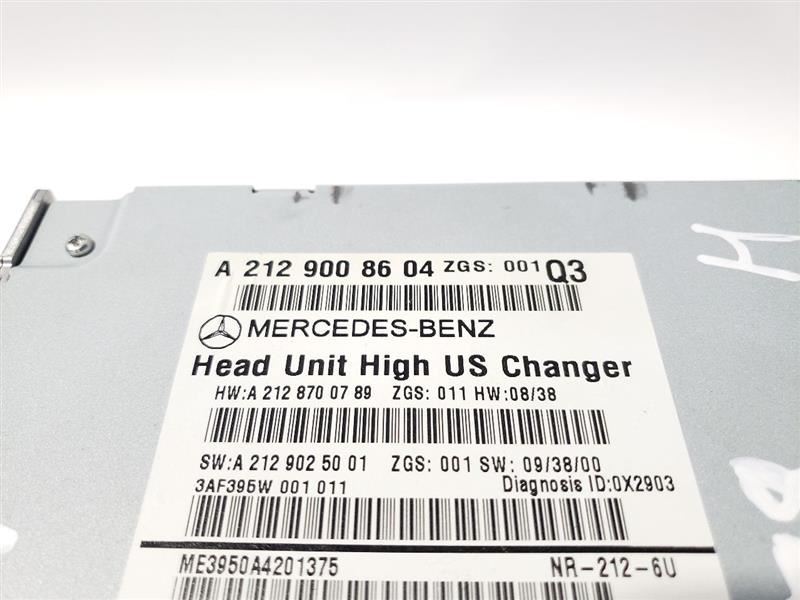 A 212 900 86 04 ZGS: 001 Q3
MERCEDES-BENZ
Head Unit High US Changer
HW:A 212 870 07 89 ZGS: 011 HW:08/38
SW:A 212 902 50 01 ZGS: 001 SW: 09/38/00
3AF395W 001 011 Diagnosis ID:0X2903
ME3950A4201375 NR-212-6U
H